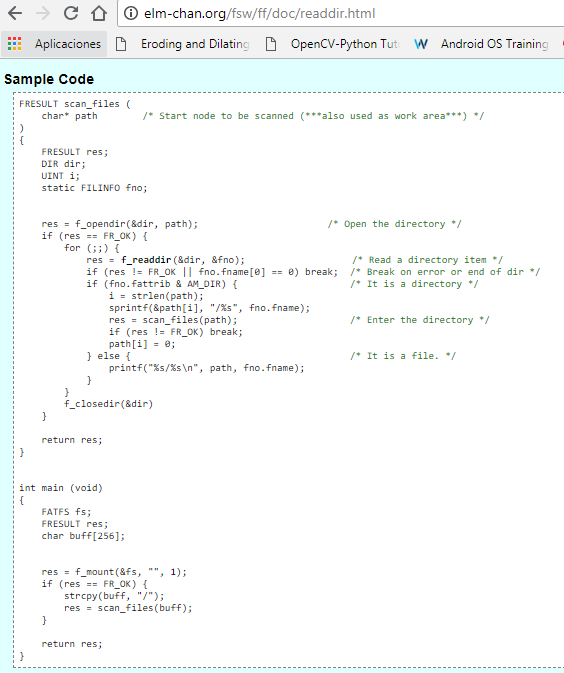 elm-chan.org/fsw/ff/doc/readdir.html
Aplicaciones Eroding and Dilating OpenCV-Python Tut Android OS Training
Sample Code
FRESULT scan_files (
    char* path        /* Start node to be scanned (***also used as work area***) */
)
{
    FRESULT res;
    DIR dir;
    UINT i;
    static FILINFO fno;

    res = f_opendir(&dir, path);                       /* Open the directory */
    if (res == FR_OK) {
        for (;;) {
            res = f_readdir(&dir, &fno);                   /* Read a directory item */
            if (res != FR_OK || fno.fname[0] == 0) break;  /* Break on error or end of dir */
            if (fno.fattrib & AM_DIR) {                    /* It is a directory */
                i = strlen(path);
                sprintf(&path[i], "/%s", fno.fname);
                res = scan_files(path);                    /* Enter the directory */
                if (res != FR_OK) break;
                path[i] = 0;
            } else {                                       /* It is a file. */
                printf("%s/%s\n", path, fno.fname);
            }
        }
        f_closedir(&dir)
    }

    return res;
}

int main (void)
{
    FATFS fs;
    FRESULT res;
    char buff[256];

    res = f_mount(&fs, "", 1);
    if (res == FR_OK) {
        strcpy(buff, "/");
        res = scan_files(buff);
    }

    return res;
}